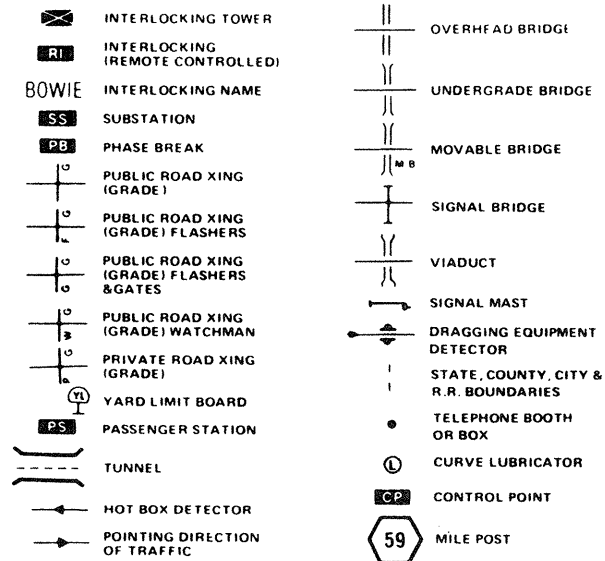 INTERLOCKING TOWER
RI INTERLOCKING
(REMOTE CONTROLLED)
BOWIE INTERLOCKING NAME
SS SUBSTATION
PB PHASE BREAK
G PUBLIC ROAD XING
(GRADE)
G F PUBLIC ROAD XING
(GRADE) FLASHERS
G G PUBLIC ROAD XING
(GRADE) FLASHERS
&GATES
G W PUBLIC ROAD XING
(GRADE) WATCHMAN
G P PRIVATE ROAD XING
(GRADE)
YL YARD LIMIT BOARD
PS PASSENGER STATION
TUNNEL
HOT BOX DETECTOR
POINTING DIRECTION
OF TRAFFIC
OVERHEAD BRIDGE
UNDERGRADE BRIDGE
MOVABLE BRIDGE
M B
SIGNAL BRIDGE
VIADUCT
SIGNAL MAST
DRAGGING EQUIPMENT
DETECTOR
STATE, COUNTY, CITY &
R.R. BOUNDARIES
TELEPHONE BOOTH
OR BOX
L CURVE LUBRICATOR
CP CONTROL POINT
59 MILE POST